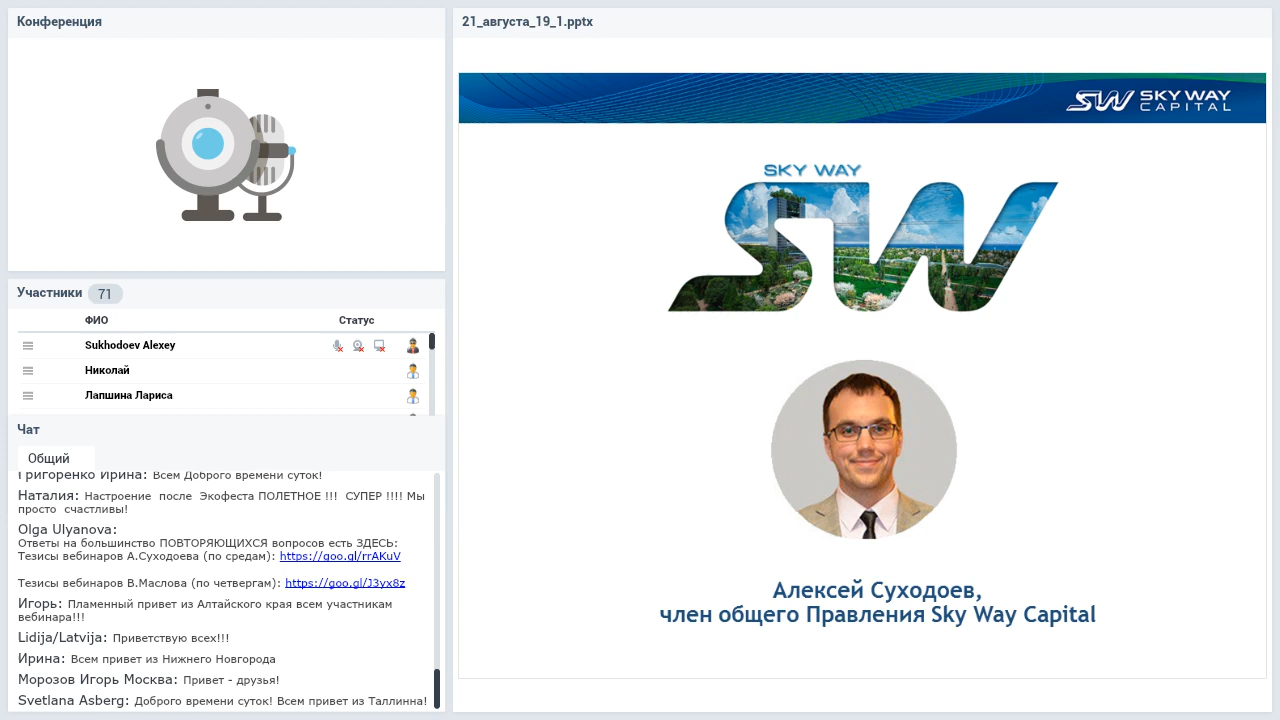 Конференция
21_августа_19_1.pptx
SW SKY WAY
CAPITAL
SKY WAY
SW
Участники 71
ФИО Статус
Sukhodoev Alexey
Николай
Лапшина Лариса
Чат
Общий
Григоренко Ирина: Всем Доброго времени суток!
Наталия: Настроение после Экофеста ПОЛЕТНОЕ !!! СУПЕР !!!! Мы
просто счастливы!
Olga Ulyanova:
Ответы на большинство ПОВТОРЯЮЩИХСЯ вопросов есть ЗДЕСЬ:
Тезисы вебинаров А.Суходоева (по средам): https://goo.gl/rrAKuV
Тезисы вебинаров В.Маслова (по четвергам): https://goo.gl/J3yx8z
Игорь: Пламенный привет из Алтайского края всем участникам
вебинара!!!
Lidija/Latvija: Приветствую всех!!!
Ирина: Всем привет из Нижнего Новгорода
Морозов Игорь Москва: Привет - друзья!
Svetlana Asberg: Доброго времени суток! Всем привет из Таллинна!
Алексей Суходоев,
член общего Правления Sky Way Capital